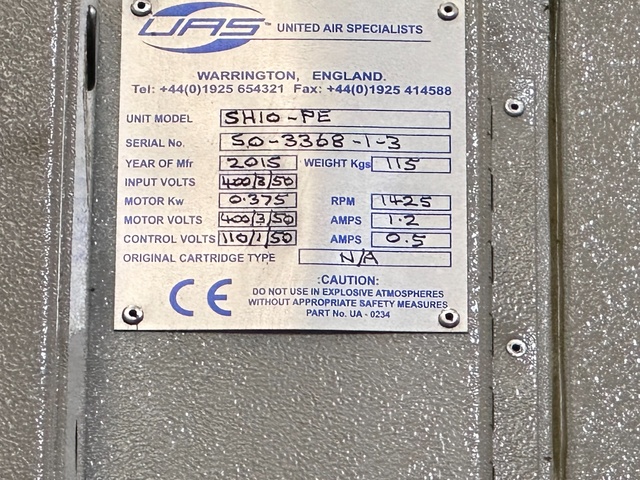 UAS™ UNITED AIR SPECIALISTS
WARRINGTON, ENGLAND.
Tel: +44(0)1925 654321 Fax: +44(0)1925 414588
UNIT MODEL SH10-PE
SERIAL No. SO-3368-1-3
YEAR OF Mfr 2015 WEIGHT Kgs 115
INPUT VOLTS 400/3/50
MOTOR Kw 0.375 RPM 1425
MOTOR VOLTS 400/3/50 AMPS 1.2
CONTROL VOLTS 110/1/50 AMPS 0.5
ORIGINAL CARTRIDGE TYPE N/A
:CAUTION:
DO NOT USE IN EXPLOSIVE ATMOSPHERES
WITHOUT APPROPRIATE SAFETY MEASURES
PART No. UA - 0234
CE